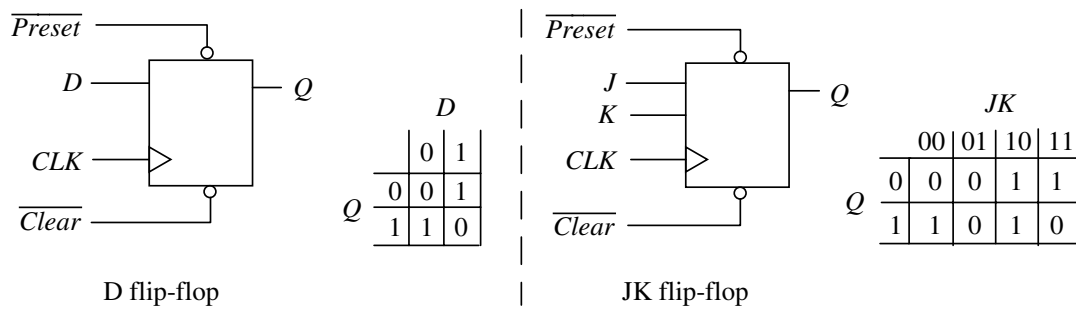 Preset
D
CLK
Clear
Q
D
0 1
Q
0 0 1
1 1 0
D flip-flop
Preset
J
K
CLK
Clear
Q
JK
00 01 10 11
Q
0 0 0 1 1
1 1 0 1 0
JK flip-flop